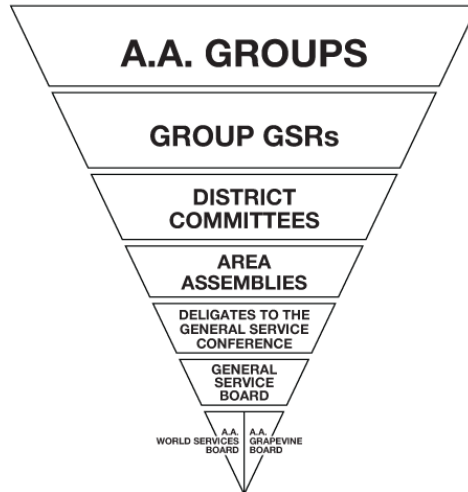 A.A. GROUPS
GROUP GSRs
DISTRICT
COMMITTEES
AREA
ASSEMBLIES
DELIGATES TO THE
GENERAL SERVICE
CONFERENCE
GENERAL
SERVICE
BOARD
A.A.
WORLD SERVICES
BOARD
A.A.
GRAPEVINE
BOARD